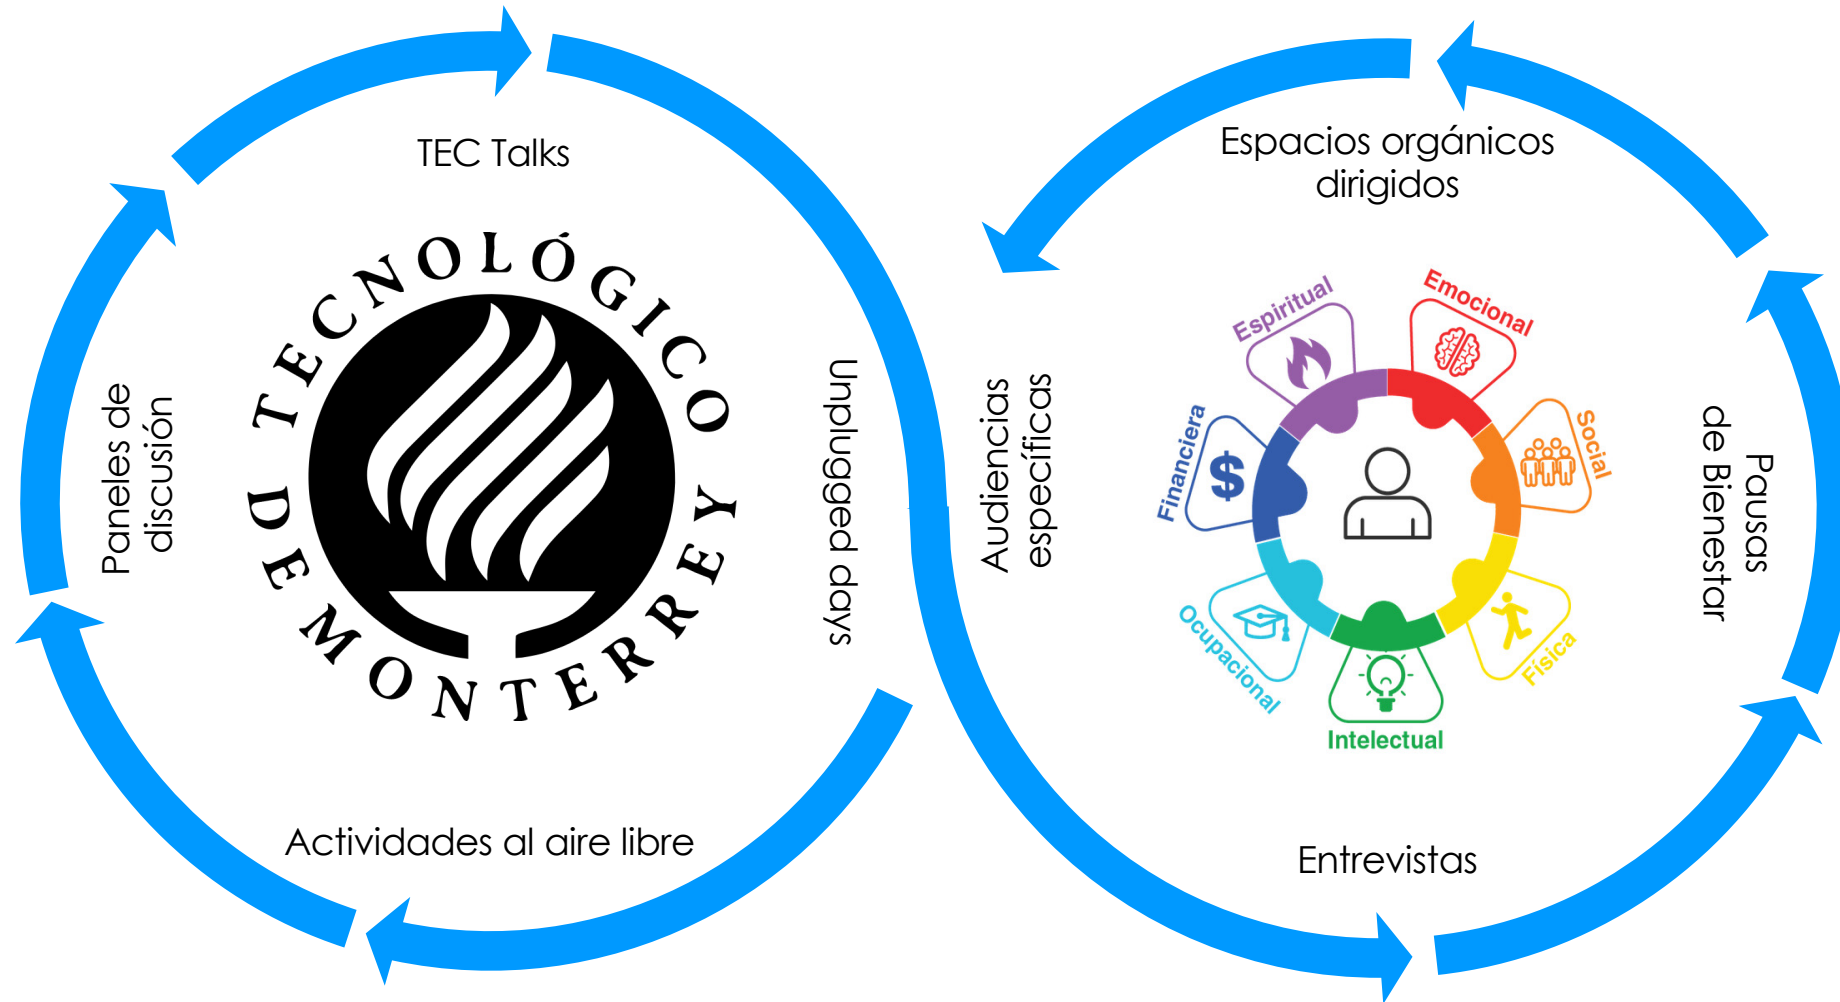 TEC Talks
Paneles de
discusión
TECNOLÓGICO
DE MONTERREY
Unplugged days
Actividades al aire libre
Espacios orgánicos
dirigidos
Audiencias
específicas
Espiritual
Emocional
Social
Financiera
$
Ocupacional
Física
Intelectual
Pausas
de Bienestar
Entrevistas